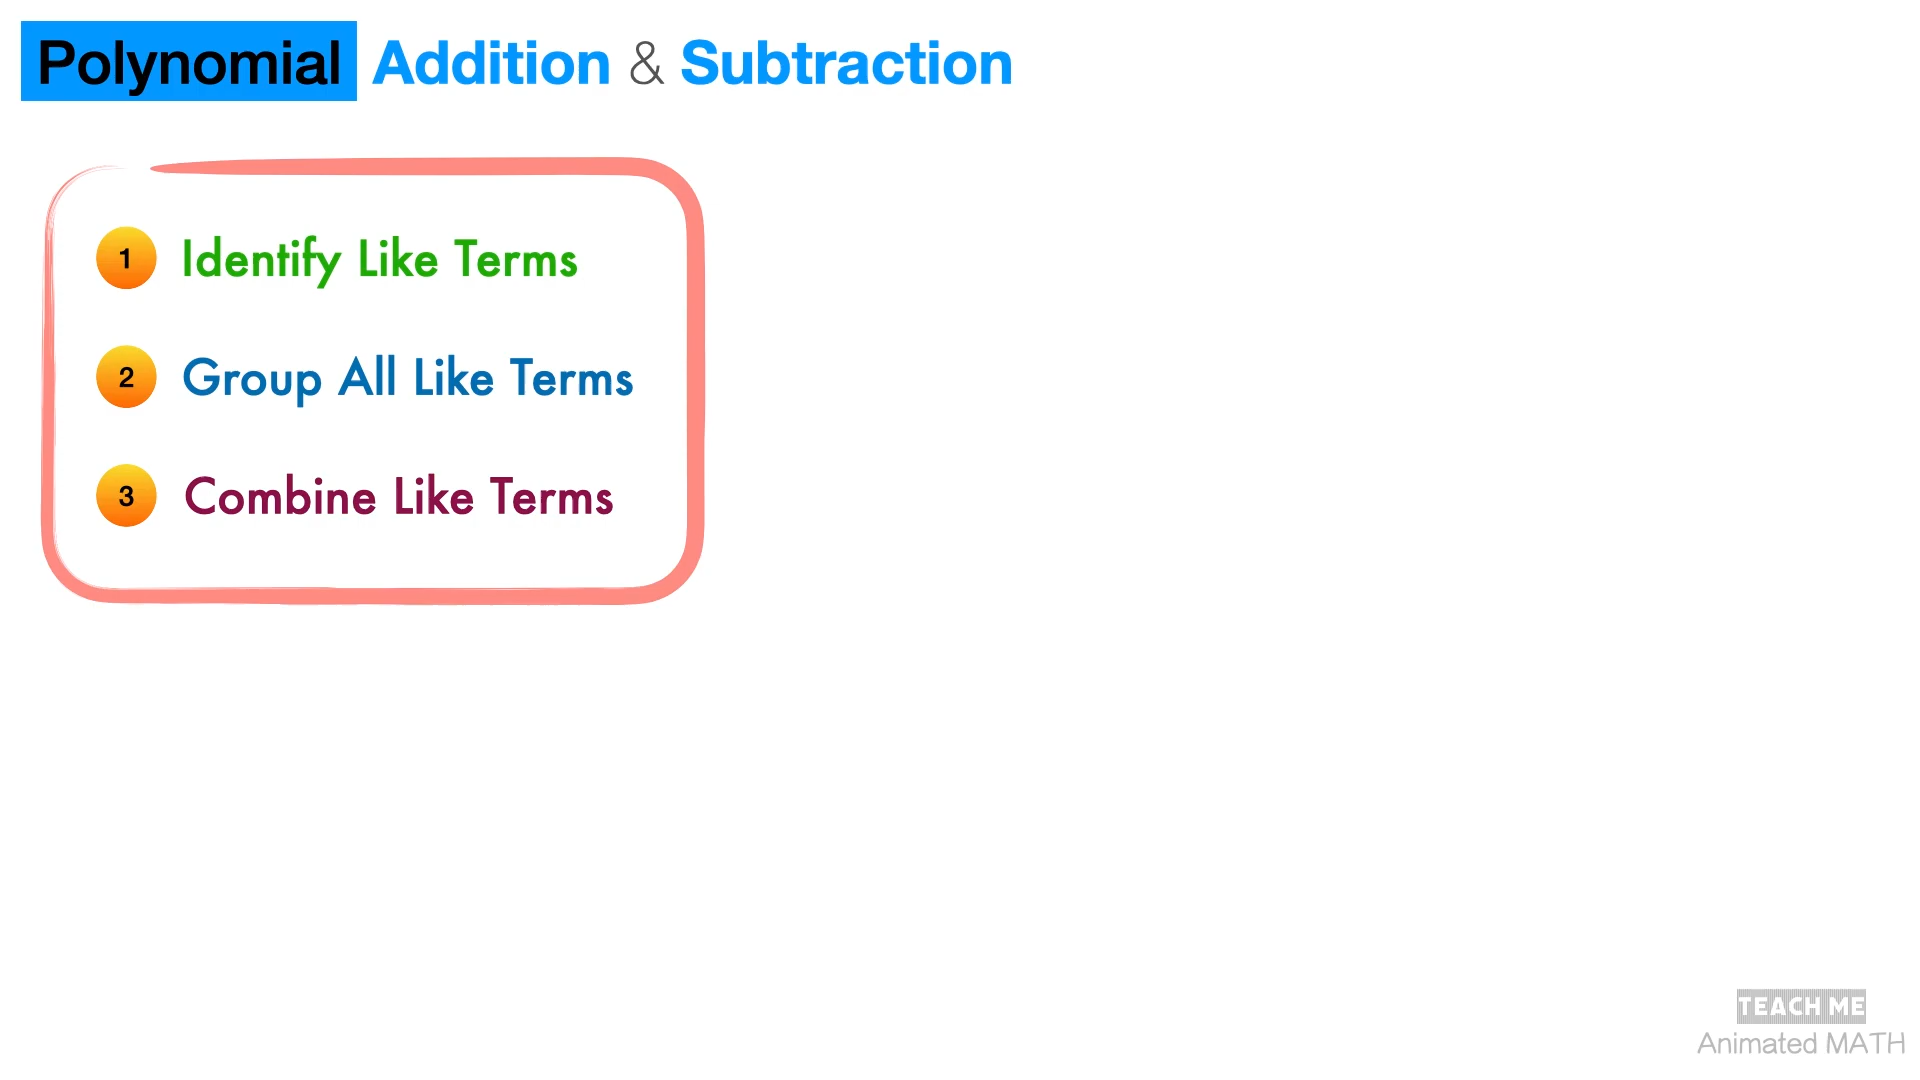 Polynomial Addition & Subtraction
1 Identify Like Terms
2 Group All Like Terms
3 Combine Like Terms
TEACH ME
Animated MATH